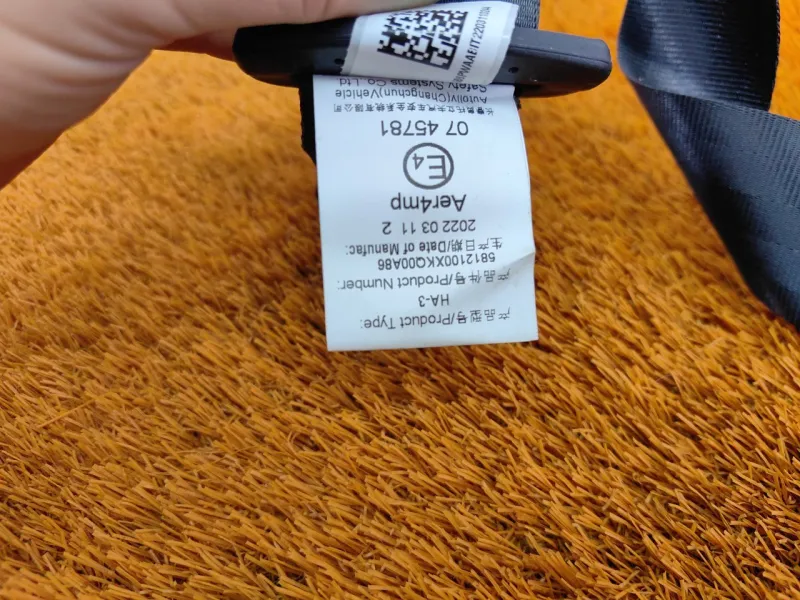 产品型号/Product Type:
HA-3
产品件号/Product Number:
5812100XKQ00A86
生产日期/Date of Manufac:
2022 03 11 2
Aer4mp
E4
07 45781
Autoliv(Changchun)Vehicle
Safety Systems Co.Ltd